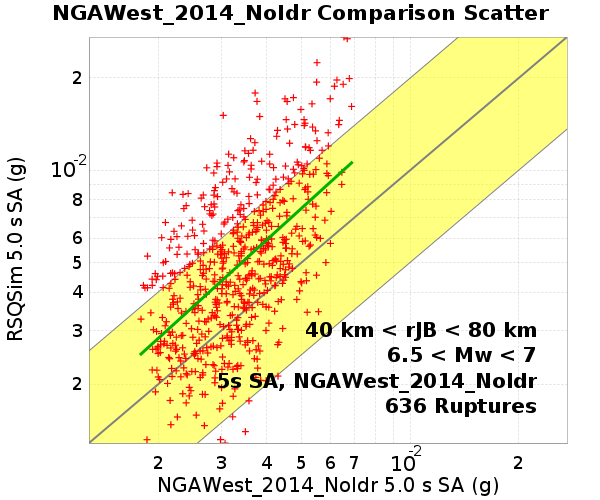 NGAWest_2014_NoIdr Comparison Scatter
RSQSim 5.0 s SA (g)
2
10-2
8
6
5
4
3
2
40 km < rJB < 80 km
6.5 < Mw < 7
5s SA, NGAWest_2014_NoIdr
636 Ruptures
2 3 4 5 6 7 10-2 2
NGAWest_2014_NoIdr 5.0 s SA (g)